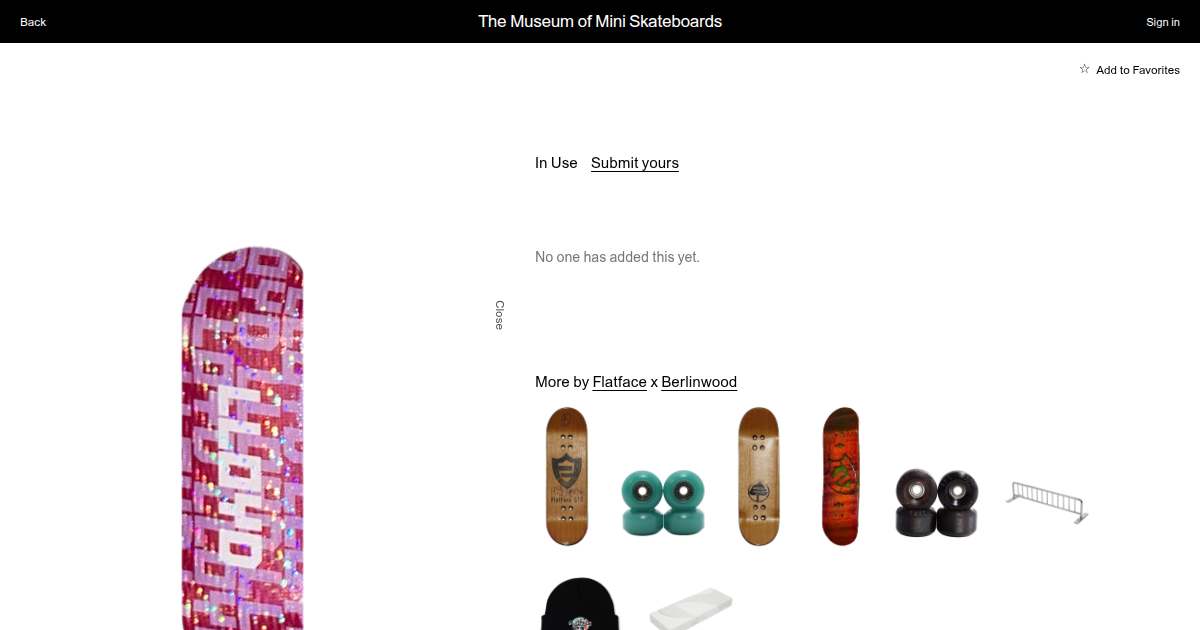 Back
The Museum of Mini Skateboards
Sign in
☆ Add to Favorites
In Use Submit yours
No one has added this yet.
Close
More by Flatface x Berlinwood